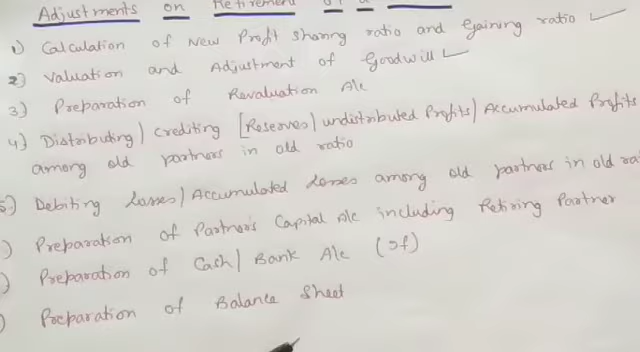 Adjustments on Retirement of a
1) Calculation of New Profit sharing ratio and Gaining ratio
2) Valuation and Adjustment of Goodwill
3) Preparation of Revaluation A/c
4) Distributing / crediting [Reserves / undistributed Profits / Accumulated Profits
among old partners in old ratio
5) Debiting Losses / Accumulated Losses among old partners in old
) Preparation of Partner's Capital A/c including Retiring Partner
) Preparation of Cash / Bank A/c (If)
) Preparation of Balance Sheet